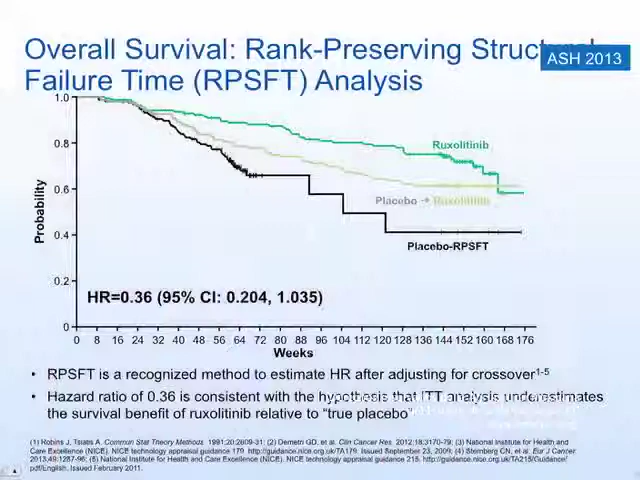 Overall Survival: Rank-Preserving Structural
ASH 2013
Failure Time (RPSFT) Analysis
1.0
0.8
0.6
0.4
0.2
0
Probability
Ruxolitinib
Placebo → Ruxolitinib
Placebo-RPSFT
HR=0.36 (95% CI: 0.204, 1.035)
0 8 16 24 32 40 48 56 64 72 80 88 96 104 112 120 128 136 144 152 160 168 176
Weeks
• RPSFT is a recognized method to estimate HR after adjusting for crossover1-5
• Hazard ratio of 0.36 is consistent with the hypothesis that ITT analysis underestimates
the survival benefit of ruxolitinib relative to "true placebo"
(1) Robins J, Tsiatis A. Commun Stat Theory Methods. 1991;20:2609-31; (2) Demetri GD, et al. Clin Cancer Res. 2012;18:3170-79; (3) National Institute for Health and
Care Excellence (NICE). NICE technology appraisal guidance 179. http://guidance.nice.org.uk/TA179. Issued September 23, 2009; (4) Sternberg CN, et al. Eur J Cancer
2013;49:1287-96; (5) National Institute for Health and Care Excellence (NICE). NICE technology appraisal guidance 215. http://guidance.nice.org.uk/TA215/Guidance/
pdf/English. Issued February 2011.